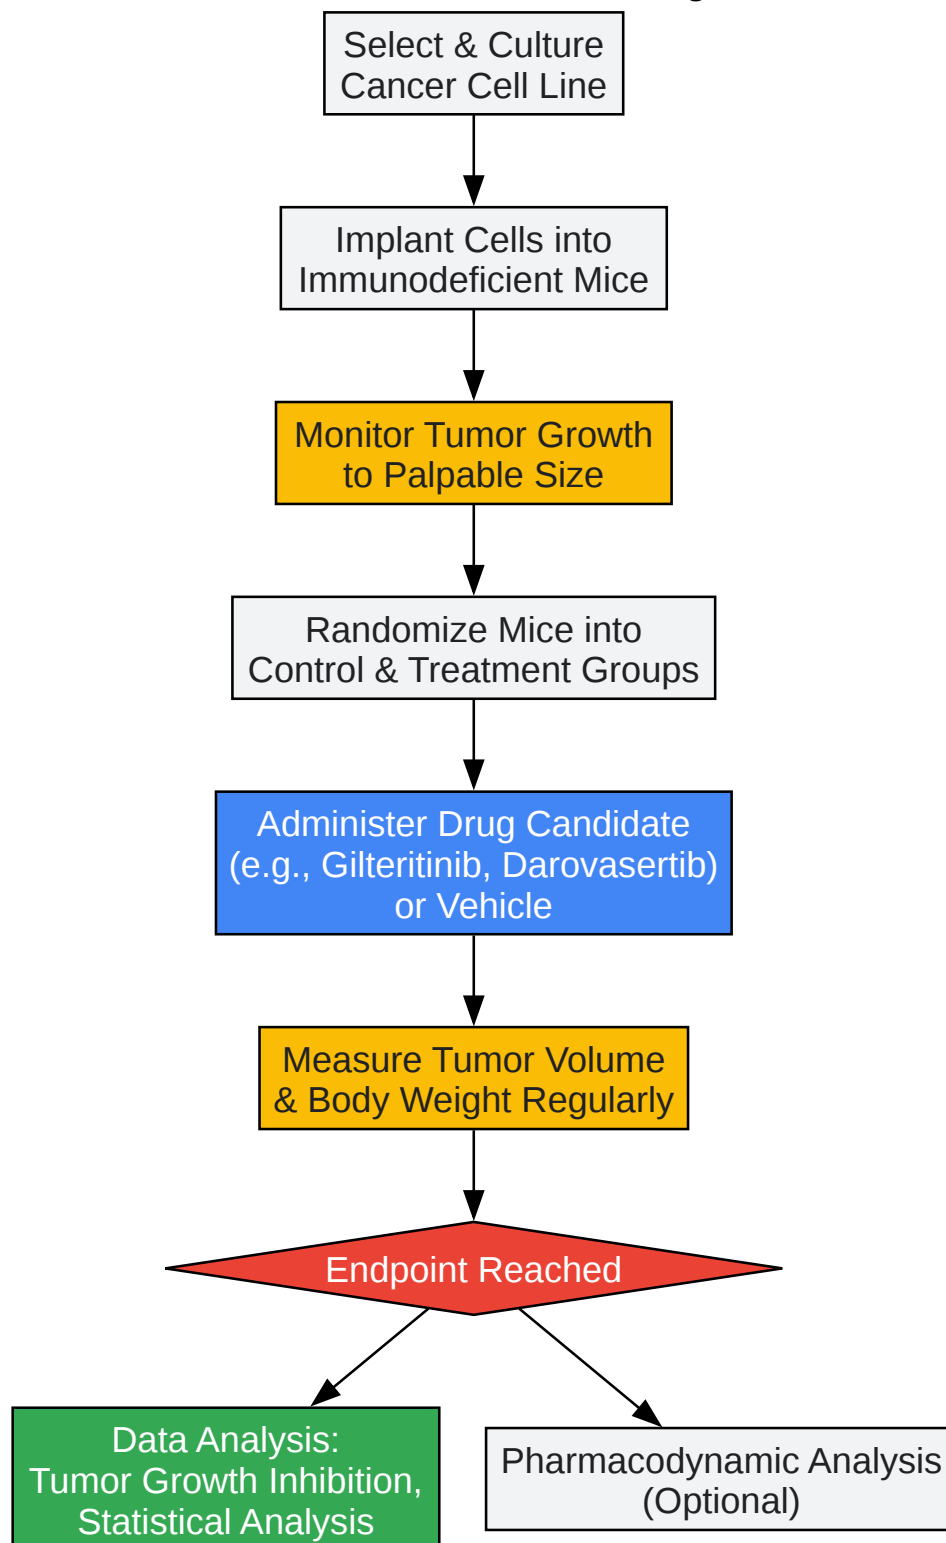 Select & Culture
Cancer Cell Line
Implant Cells into
Immunodeficient Mice
Monitor Tumor Growth
to Palpable Size
Randomize Mice into
Control & Treatment Groups
Administer Drug Candidate
(e.g., Gilteritinib, Darovasertib)
or Vehicle
Measure Tumor Volume
& Body Weight Regularly
Endpoint Reached
Data Analysis:
Tumor Growth Inhibition,
Statistical Analysis
Pharmacodynamic Analysis
(Optional)